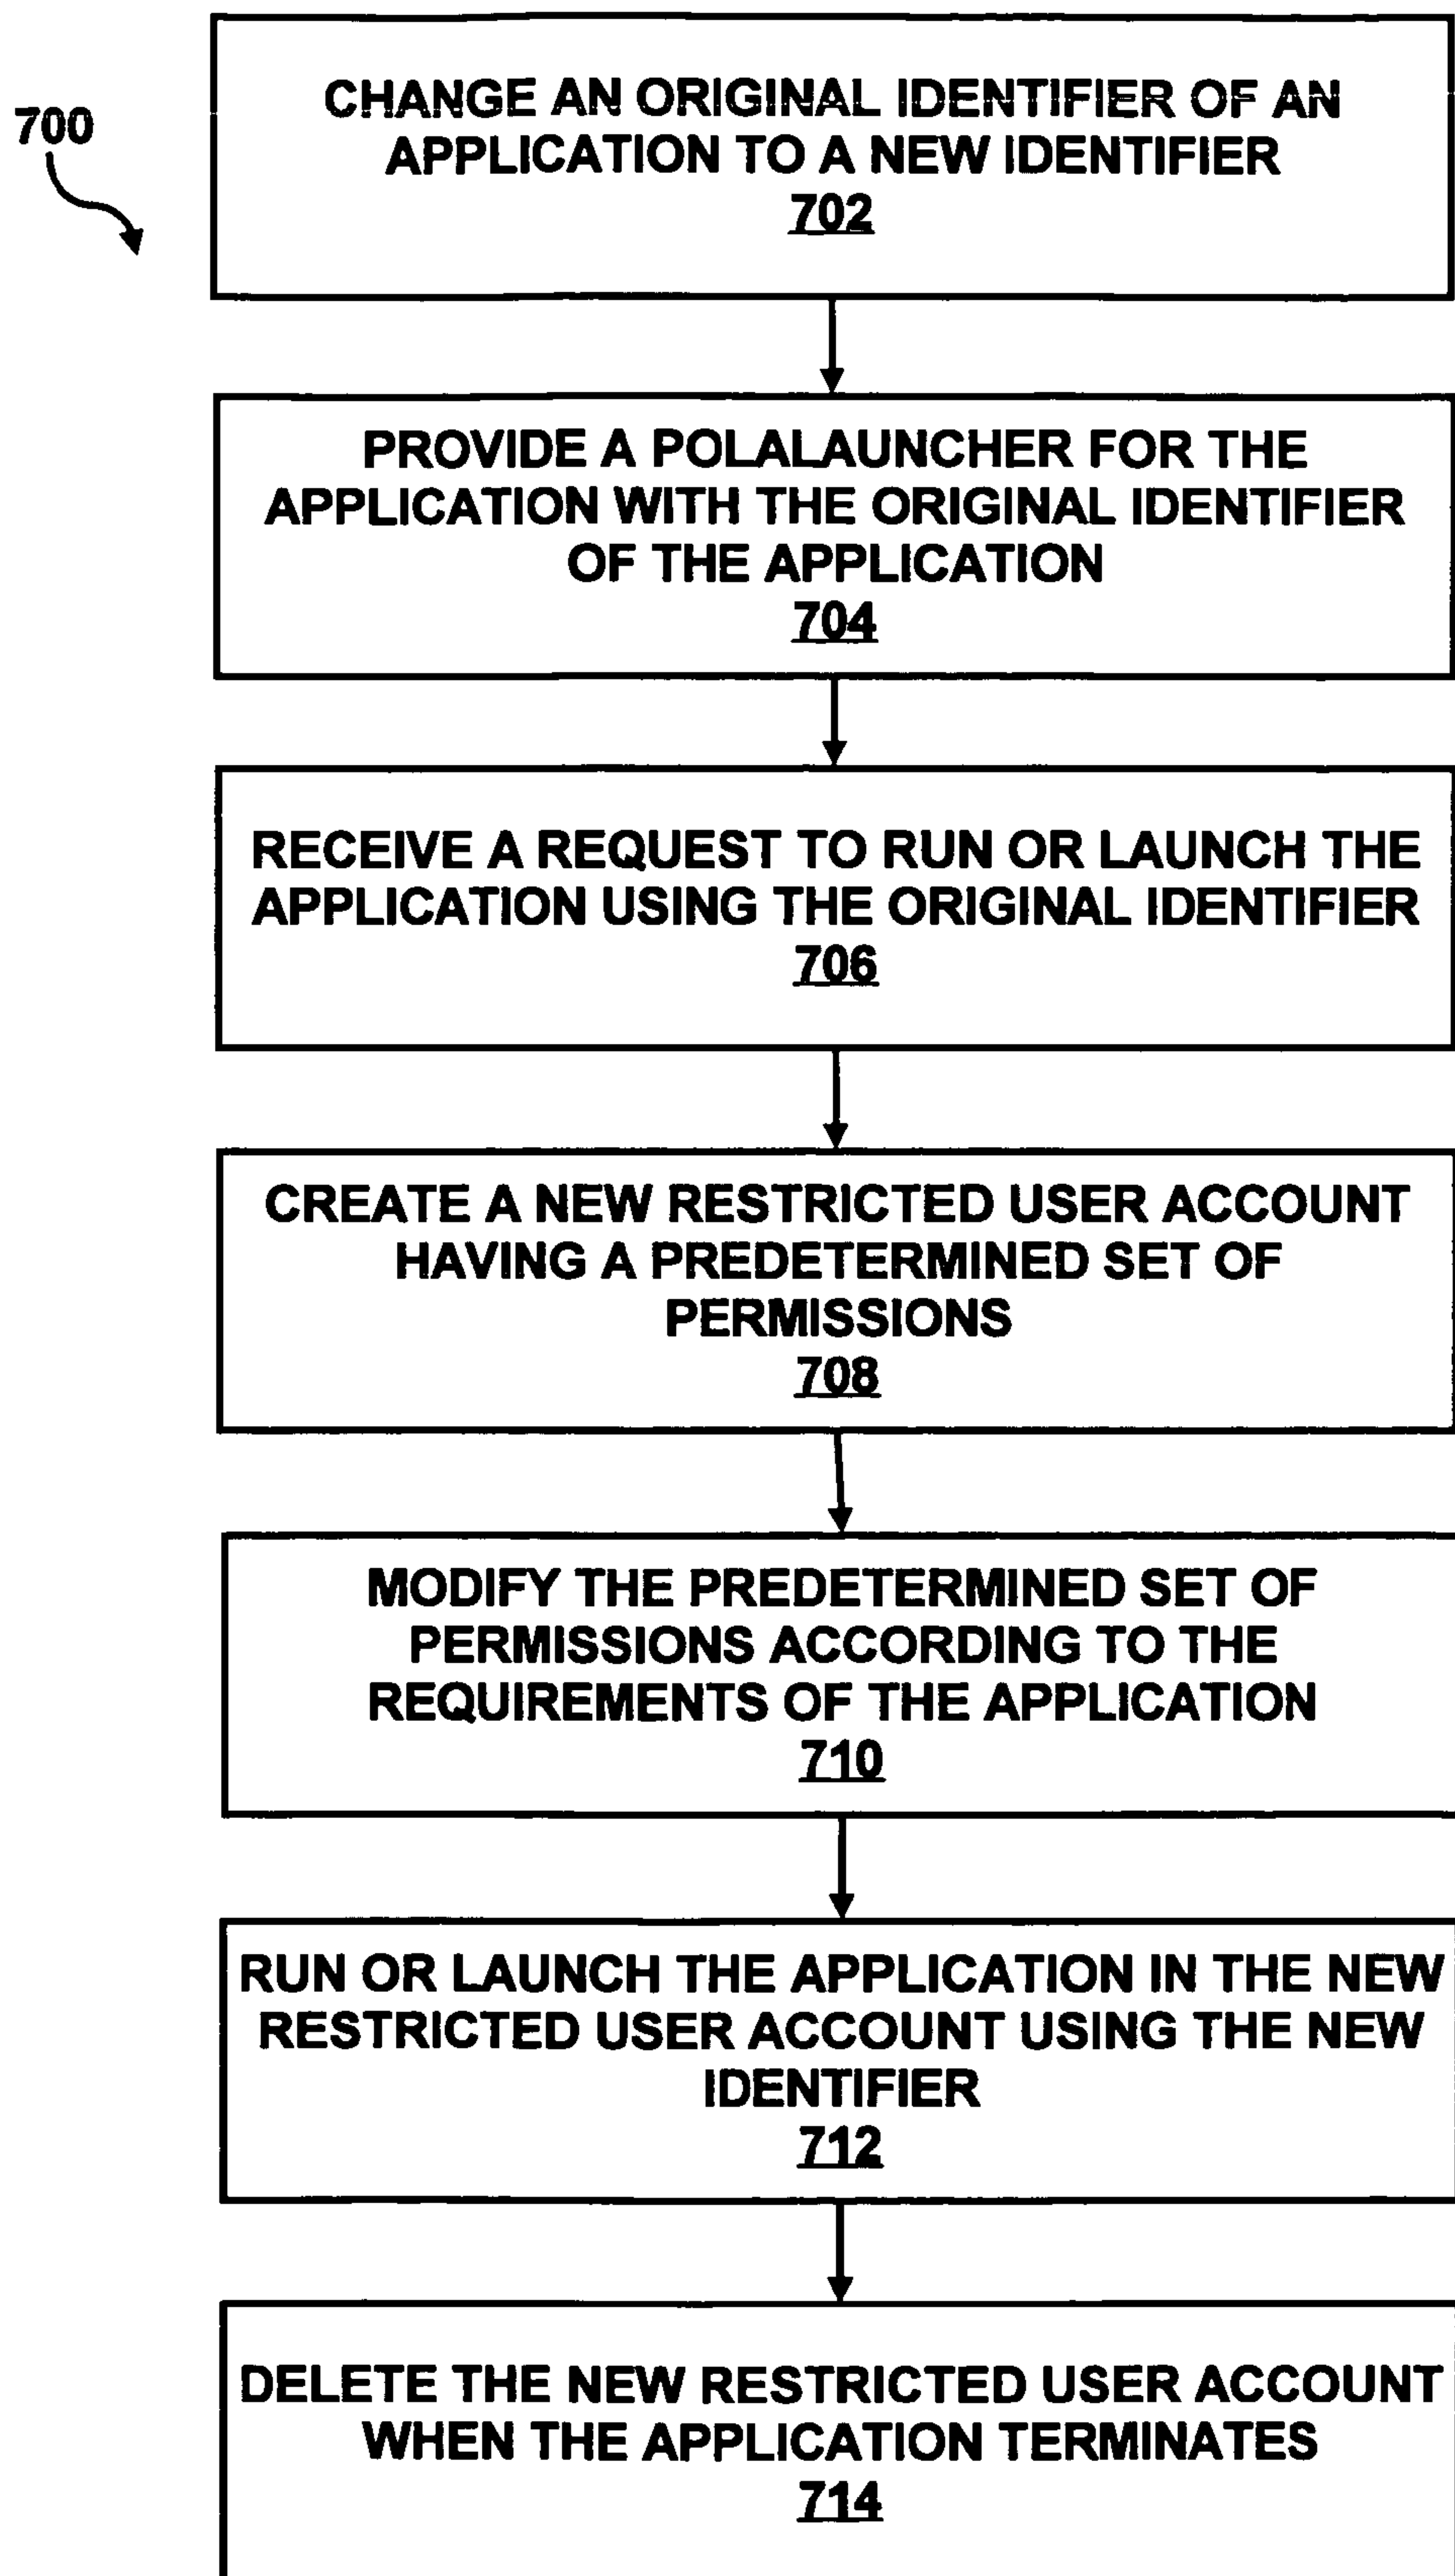 700
CHANGE AN ORIGINAL IDENTIFIER OF AN
APPLICATION TO A NEW IDENTIFIER
702
PROVIDE A POLALAUNCHER FOR THE
APPLICATION WITH THE ORIGINAL IDENTIFIER
OF THE APPLICATION
704
RECEIVE A REQUEST TO RUN OR LAUNCH THE
APPLICATION USING THE ORIGINAL IDENTIFIER
706
CREATE A NEW RESTRICTED USER ACCOUNT
HAVING A PREDETERMINED SET OF
PERMISSIONS
708
MODIFY THE PREDETERMINED SET OF
PERMISSIONS ACCORDING TO THE
REQUIREMENTS OF THE APPLICATION
710
RUN OR LAUNCH THE APPLICATION IN THE NEW
RESTRICTED USER ACCOUNT USING THE NEW
IDENTIFIER
712
DELETE THE NEW RESTRICTED USER ACCOUNT
WHEN THE APPLICATION TERMINATES
714